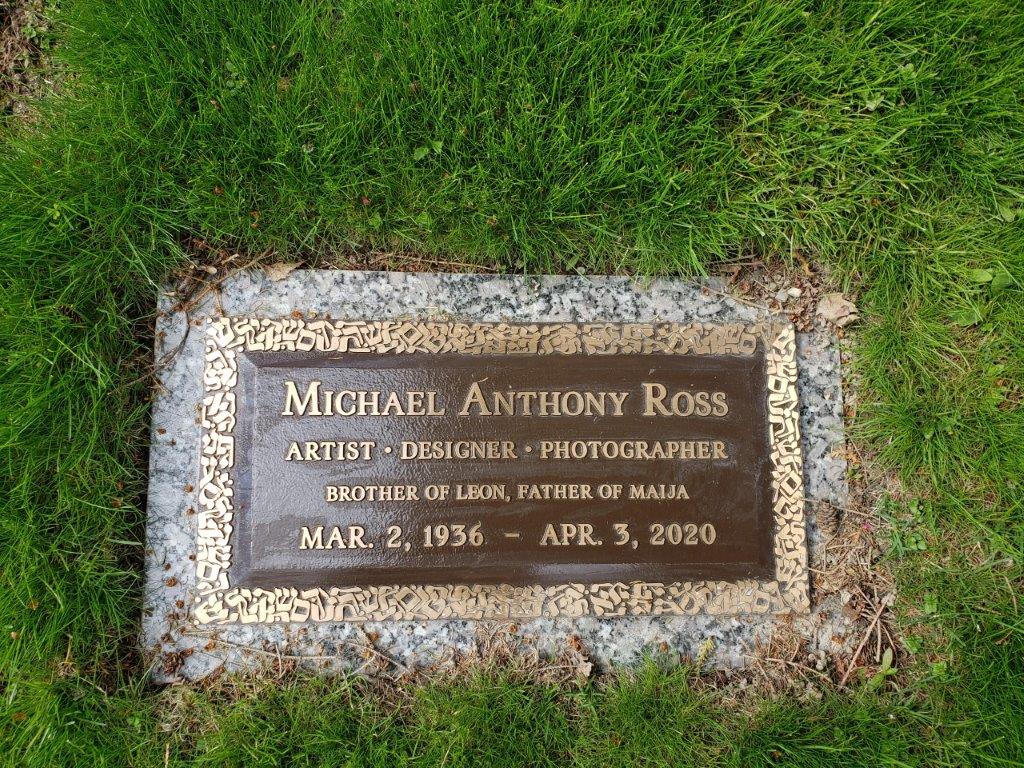 MICHAEL ANTHONY ROSS
ARTIST · DESIGNER · PHOTOGRAPHER
BROTHER OF LEON, FATHER OF MAIJA
MAR. 2, 1936 – APR. 3, 2020